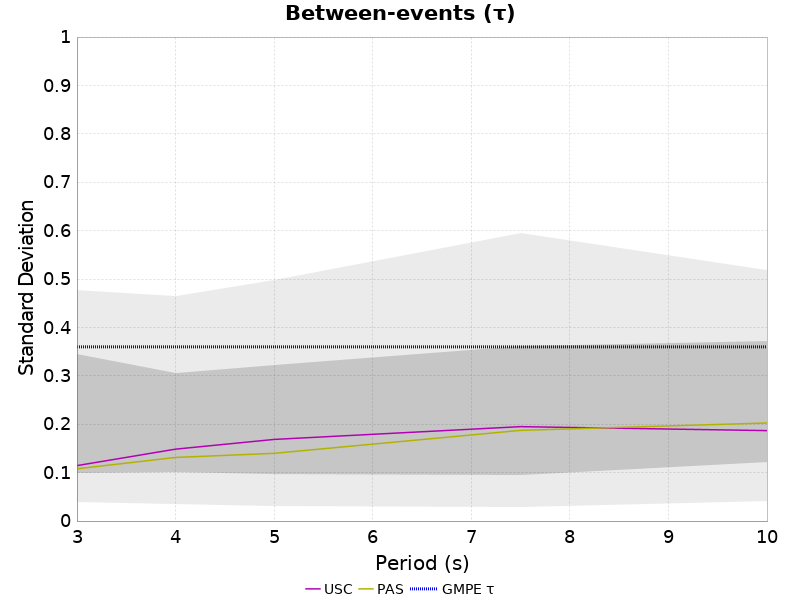 Between-events (τ)
1
0.9
0.8
0.7
0.6
0.5
0.4
0.3
0.2
0.1
0
Standard Deviation
3 4 5 6 7 8 9 10
Period (s)
USC PAS GMPE τ